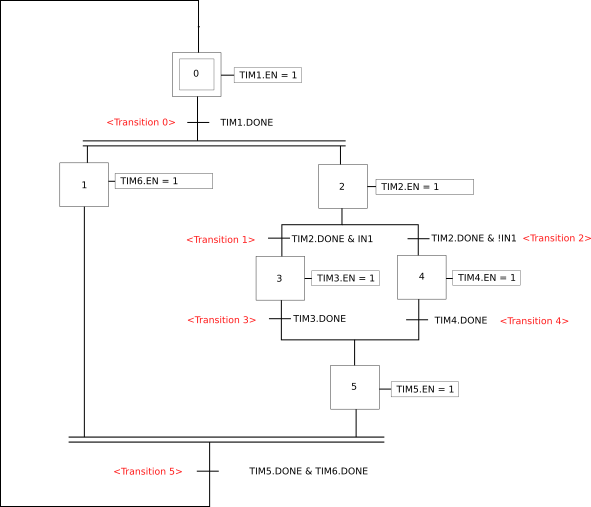 0
TIM1.EN = 1
<Transition 0>
TIM1.DONE
1
TIM6.EN = 1
2
TIM2.EN = 1
<Transition 1>
TIM2.DONE & IN1
TIM2.DONE & !IN1
<Transition 2>
3
TIM3.EN = 1
4
TIM4.EN = 1
<Transition 3>
TIM3.DONE
TIM4.DONE
<Transition 4>
5
TIM5.EN = 1
<Transition 5>
TIM5.DONE & TIM6.DONE